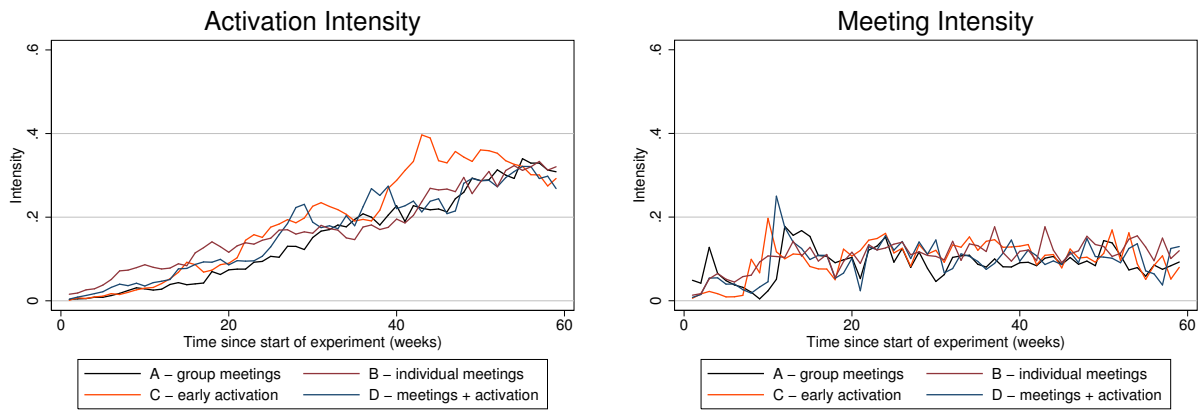 Activation Intensity
.6
.4
.2
0
Intensity
0
20
40
60
Time since start of experiment (weeks)
A – group meetings
B – individual meetings
C – early activation
D – meetings + activation
Meeting Intensity
.6
.4
.2
0
Intensity
0
20
40
60
Time since start of experiment (weeks)
A – group meetings
B – individual meetings
C – early activation
D – meetings + activation